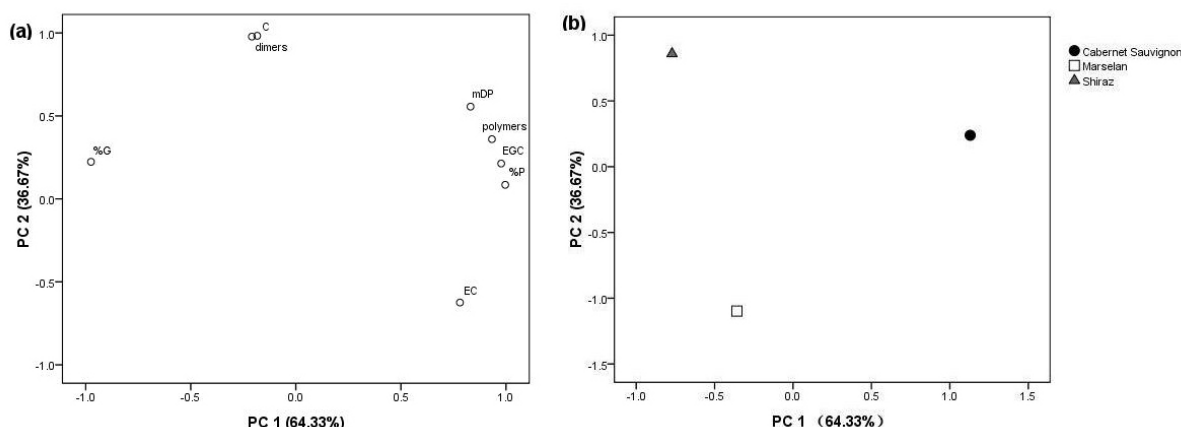 (a)
1.0
0.5
0.0
-0.5
-1.0
PC 2 (36.67%)
C
dimers
mDP
polymers
EGC
%P
%G
EC
-1.0 -0.5 0.0 0.5 1.0
PC 1 (64.33%)
(b)
1.0
0.5
0.0
-0.5
-1.0
-1.5
PC 2 (36.67%)
-1.0 -0.5 0.0 0.5 1.0 1.5
PC 1 (64.33%)
Cabernet Sauvignon
Marselan
Shiraz